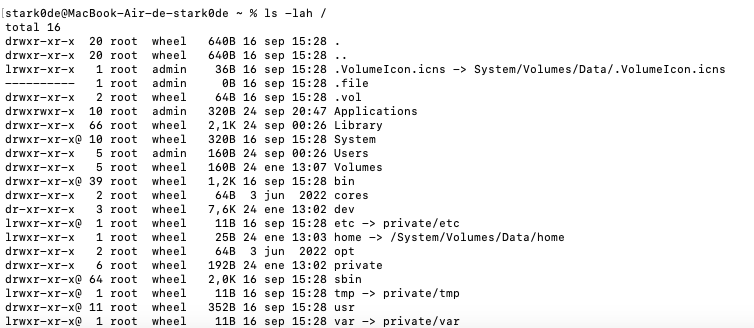 [stark0de@MacBook-Air-de-stark0de ~ % ls -lah /
total 16
drwxr-xr-x  20 root  wheel   640B 16 sep 15:28 .
drwxr-xr-x  20 root  wheel   640B 16 sep 15:28 ..
lrwxr-xr-x   1 root  admin    36B 16 sep 15:28 .VolumeIcon.icns -> System/Volumes/Data/.VolumeIcon.icns
----------   1 root  admin     0B 16 sep 15:28 .file
drwxr-xr-x   2 root  wheel    64B 16 sep 15:28 .vol
drwxrwxr-x  10 root  admin   320B 24 sep 20:47 Applications
drwxr-xr-x  66 root  wheel   2,1K 24 sep 00:26 Library
drwxr-xr-x@ 10 root  wheel   320B 16 sep 15:28 System
drwxr-xr-x   5 root  admin   160B 24 sep 00:26 Users
drwxr-xr-x   5 root  wheel   160B 24 ene 13:07 Volumes
drwxr-xr-x@ 39 root  wheel   1,2K 16 sep 15:28 bin
drwxr-xr-x   2 root  wheel    64B  3 jun  2022 cores
dr-xr-xr-x   3 root  wheel   7,6K 24 ene 13:02 dev
lrwxr-xr-x@  1 root  wheel    11B 16 sep 15:28 etc -> private/etc
lrwxr-xr-x   1 root  wheel    25B 24 ene 13:03 home -> /System/Volumes/Data/home
drwxr-xr-x   2 root  wheel    64B  3 jun  2022 opt
drwxr-xr-x   6 root  wheel   192B 24 ene 13:02 private
drwxr-xr-x@ 64 root  wheel   2,0K 16 sep 15:28 sbin
lrwxr-xr-x@  1 root  wheel    11B 16 sep 15:28 tmp -> private/tmp
drwxr-xr-x@ 11 root  wheel   352B 16 sep 15:28 usr
lrwxr-xr-x@  1 root  wheel    11B 16 sep 15:28 var -> private/var